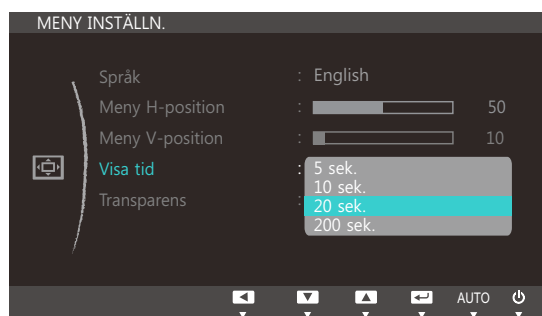 MENY INSTÄLLN.
Språk : English
Meny H-position : 50
Meny V-position : 10
Visa tid : 5 sek.
10 sek.
20 sek.
200 sek.
Transparens :
AUTO